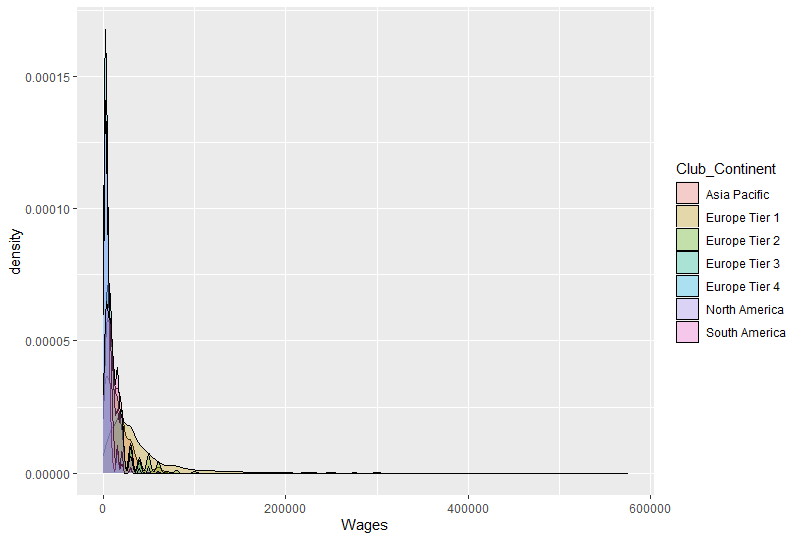 0.00015
0.00010
0.00005
0.00000
density
0
200000
400000
600000
Wages
Club_Continent
Asia Pacific
Europe Tier 1
Europe Tier 2
Europe Tier 3
Europe Tier 4
North America
South America